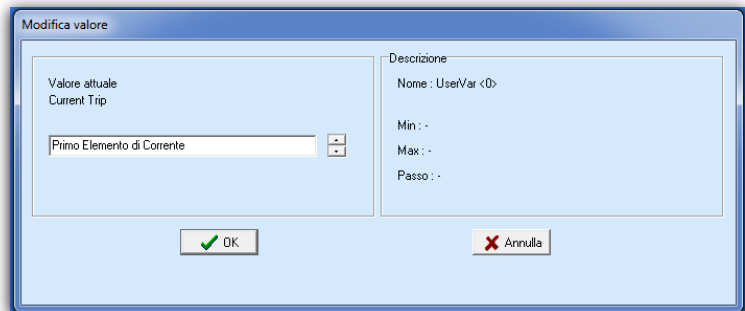 Modifica valore
Valore attuale
Current Trip
Primo Elemento di Corrente
Descrizione
Nome : UserVar <0>
Min : -
Max : -
Passo : -
OK
Annulla